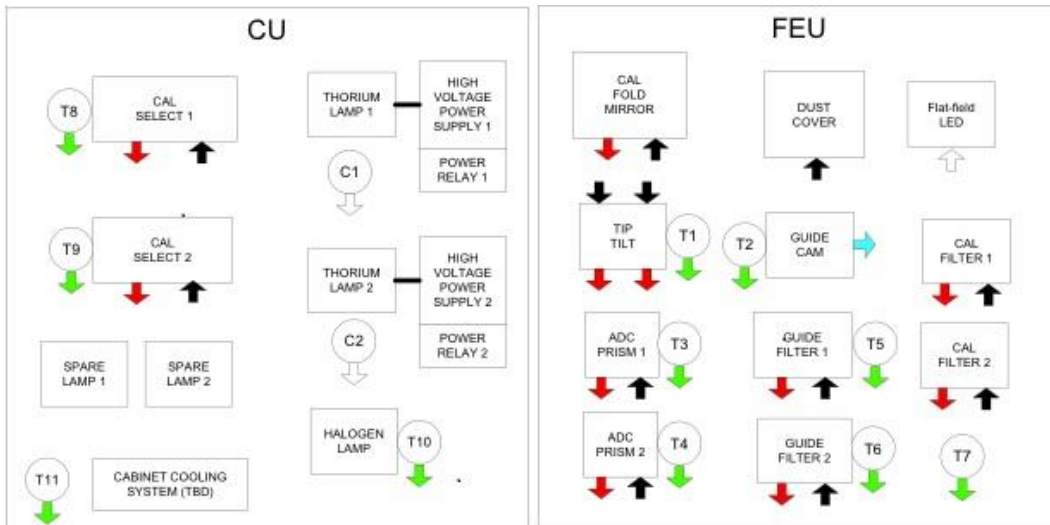 CU
T8
CAL
SELECT 1
THORIUM
LAMP 1
HIGH
VOLTAGE
POWER
SUPPLY 1
POWER
RELAY 1
C1
T9
CAL
SELECT 2
THORIUM
LAMP 2
HIGH
VOLTAGE
POWER
SUPPLY 2
POWER
RELAY 2
C2
SPARE
LAMP 1
SPARE
LAMP 2
HALOGEN
LAMP
T10
T11
CABINET COOLING
SYSTEM (TBD)
FEU
CAL
FOLD
MIRROR
DUST
COVER
Flat-field
LED
TIP
TILT
T1
T2
GUIDE
CAM
CAL
FILTER 1
ADC
PRISM 1
T3
GUIDE
FILTER 1
T5
CAL
FILTER 2
ADC
PRISM 2
T4
GUIDE
FILTER 2
T6
T7